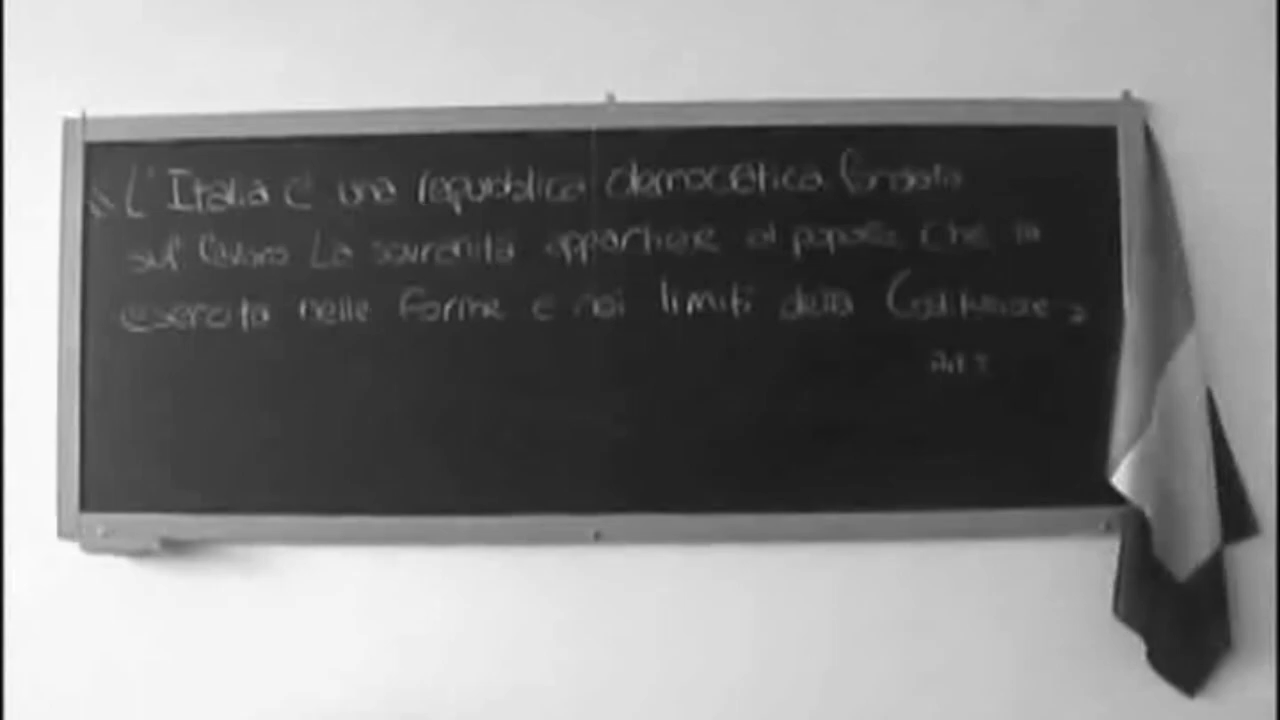 "L'Italia è una repubblica democratica fondata
sul lavoro La sovranità appartiene al popolo che la
esercita nelle forme e nei limiti della Costituzione"
Art 1